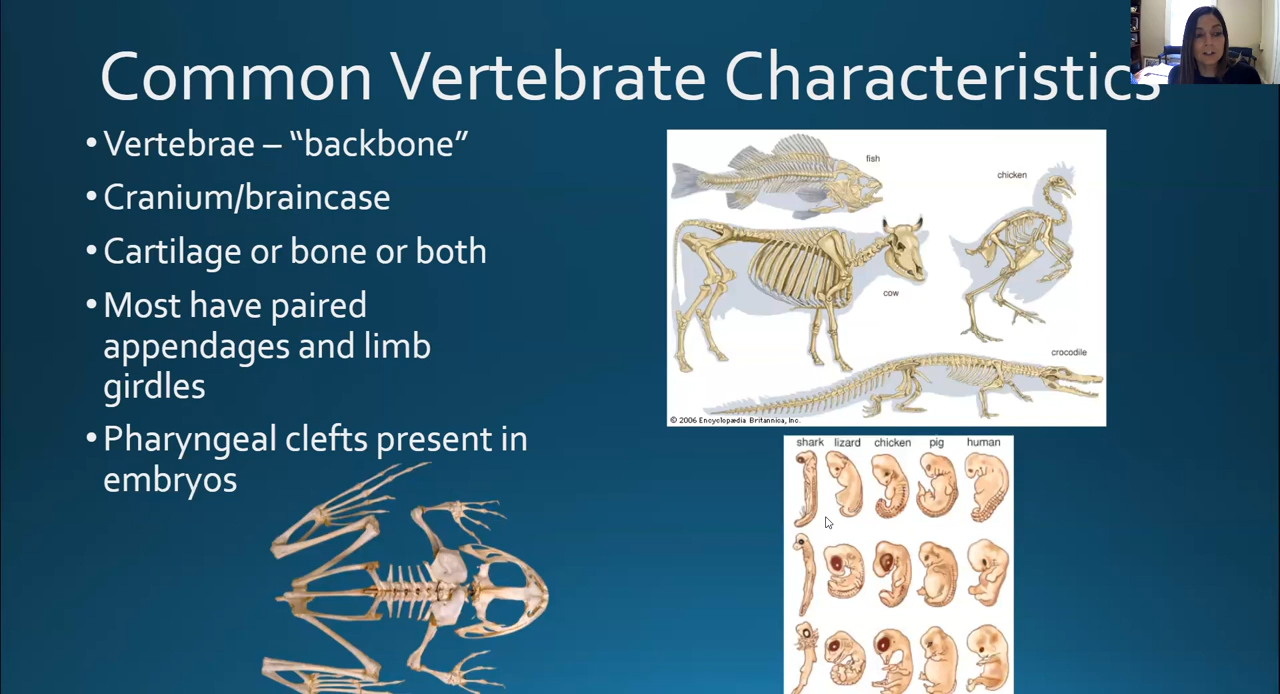 Common Vertebrate Characteristics
• Vertebrae – “backbone”
• Cranium/braincase
• Cartilage or bone or both
• Most have paired
appendages and limb
girdles
• Pharyngeal clefts present in
embryos
fish
chicken
cow
crocodile
© 2006 Encyclopædia Britannica, Inc.
shark lizard chicken pig human